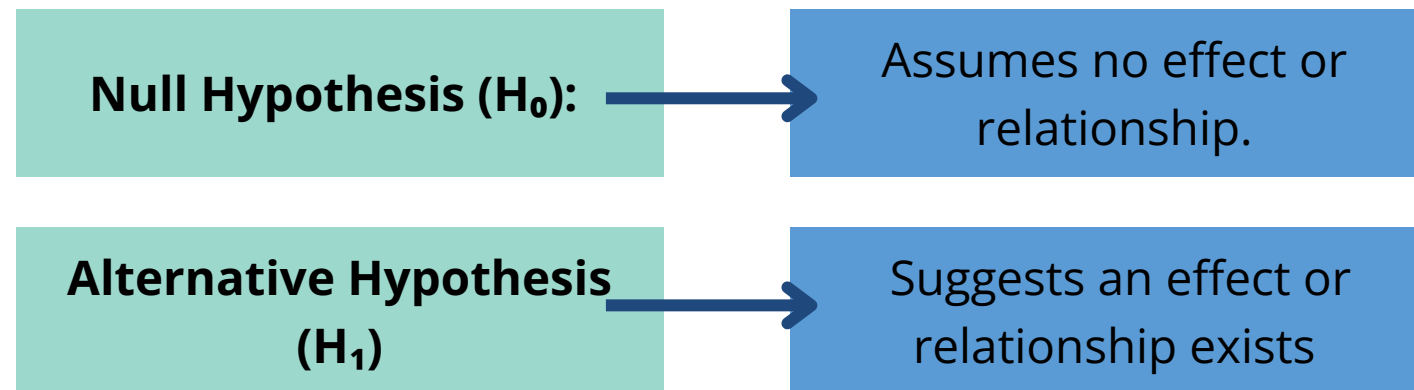 Null Hypothesis (H₀):
Assumes no effect or
relationship.
Alternative Hypothesis
(H₁)
Suggests an effect or
relationship exists